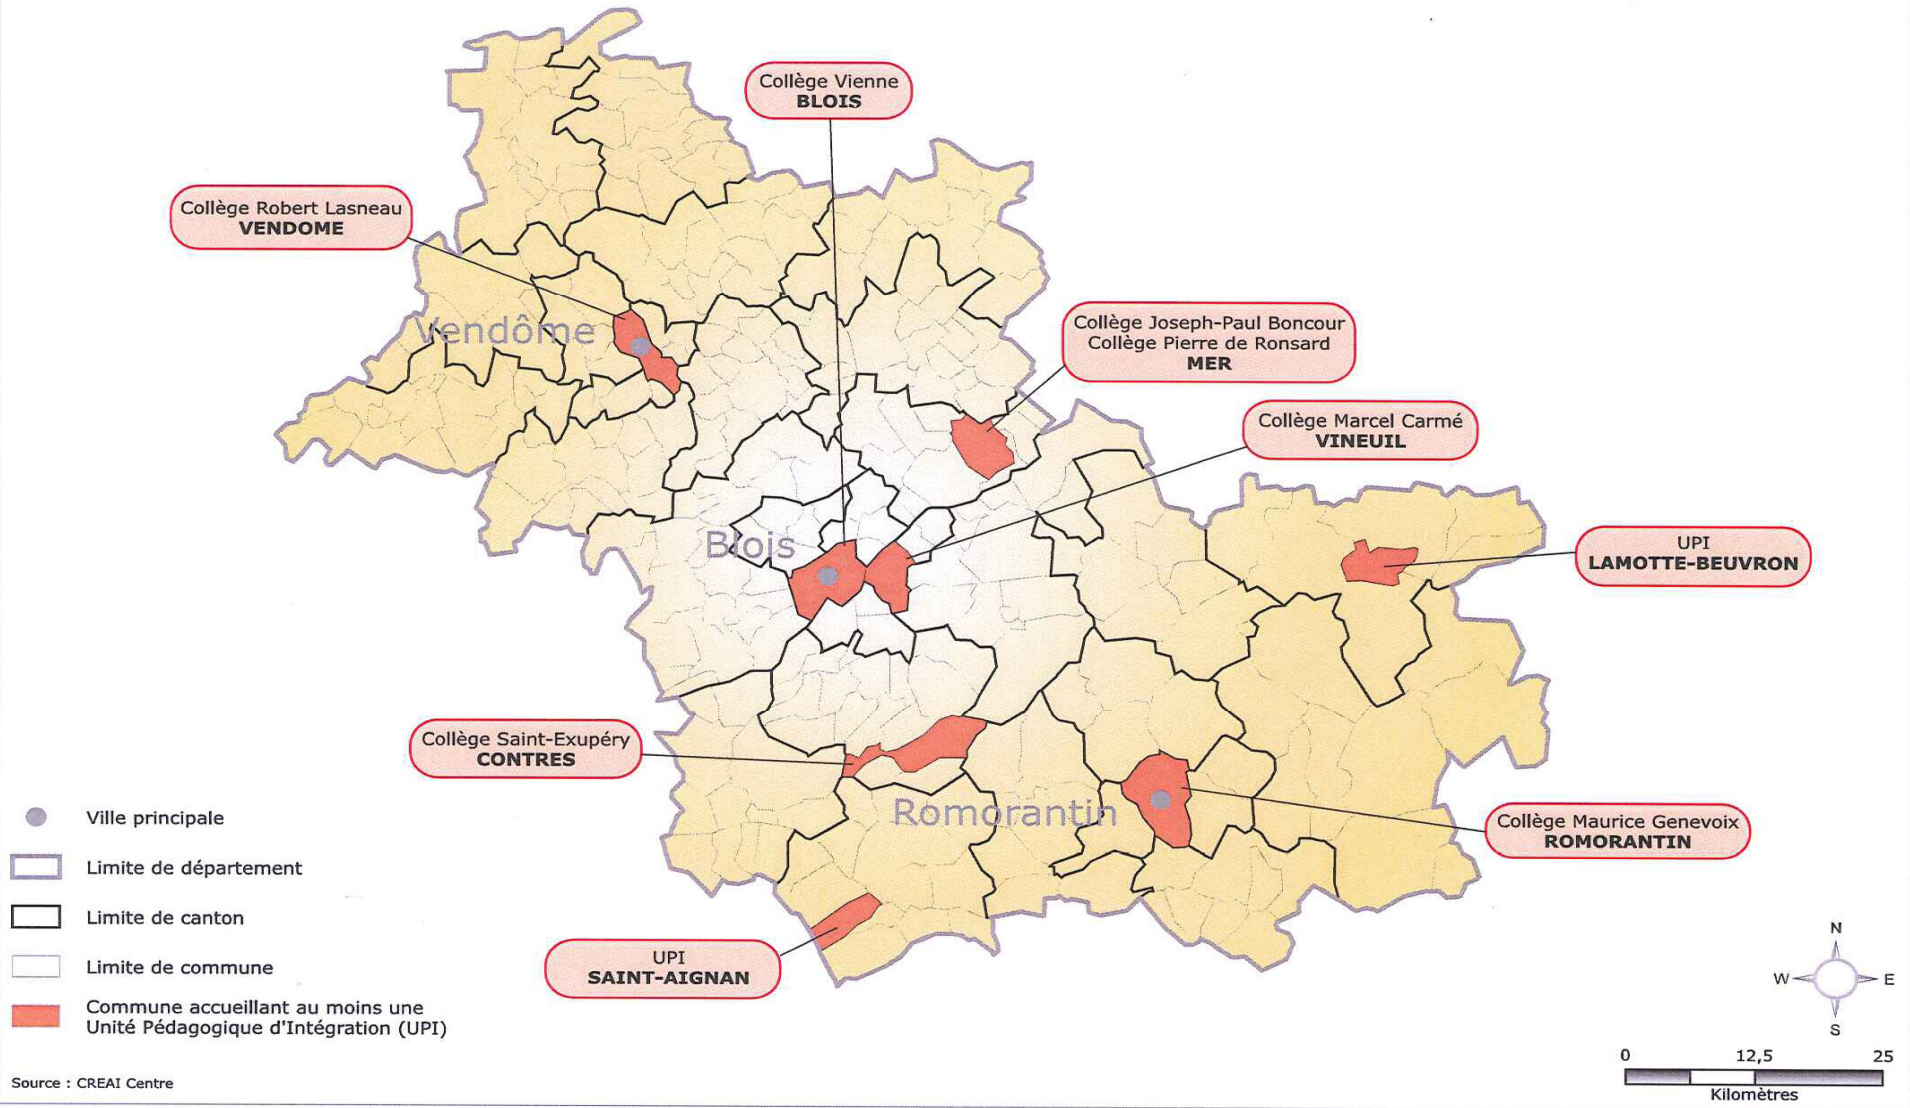 Collège Vienne
BLOIS
Collège Robert Lasneau
VENDOME
Vendôme
Collège Joseph-Paul Boncour
Collège Pierre de Ronsard
MER
Collège Marcel Carmé
VINEUIL
Blois
UPI
LAMOTTE-BEUVRON
Collège Saint-Exupéry
CONTRES
Romorantin
Collège Maurice Genevoix
ROMORANTIN
UPI
SAINT-AIGNAN
Ville principale
Limite de département
Limite de canton
Limite de commune
Commune accueillant au moins une
Unité Pédagogique d'Intégration (UPI)
Source : CREAI Centre
N
W
E
S
0 12,5 25
Kilomètres